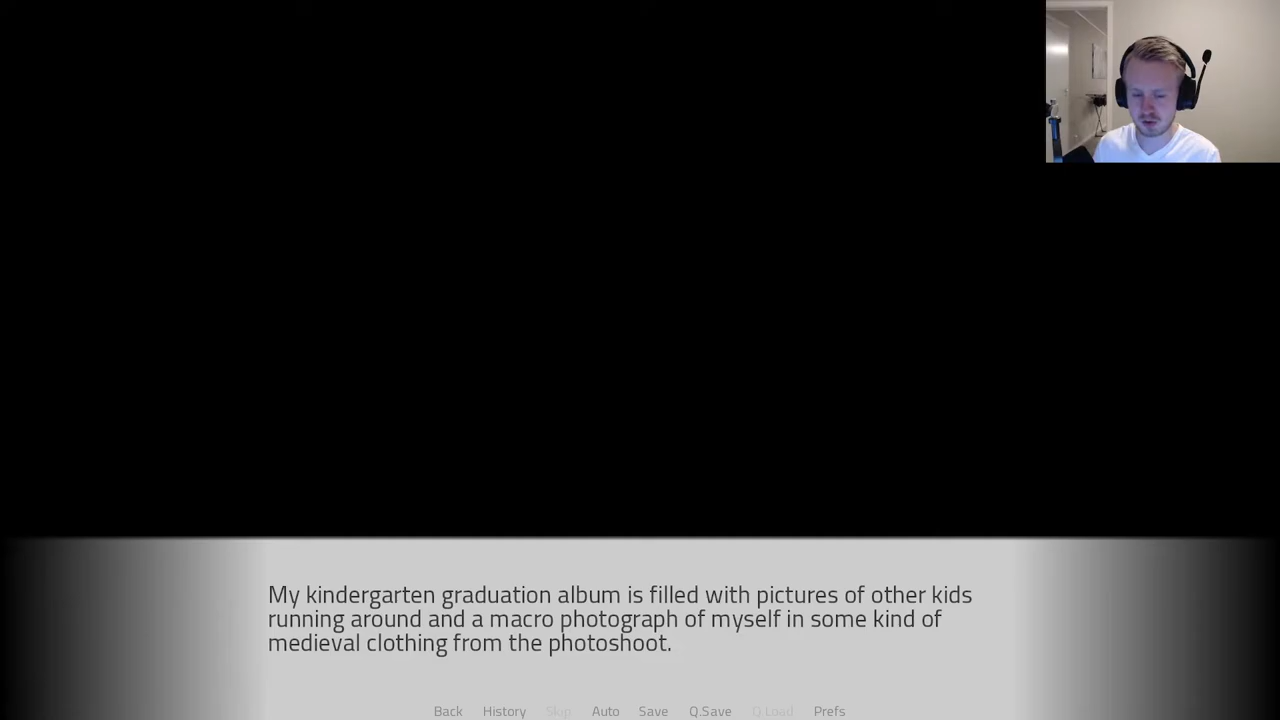 My kindergarten graduation album is filled with pictures of other kids
running around and a macro photograph of myself in some kind of
medieval clothing from the photoshoot.
Back History Skip Auto Save Q.Save Q.Load Prefs